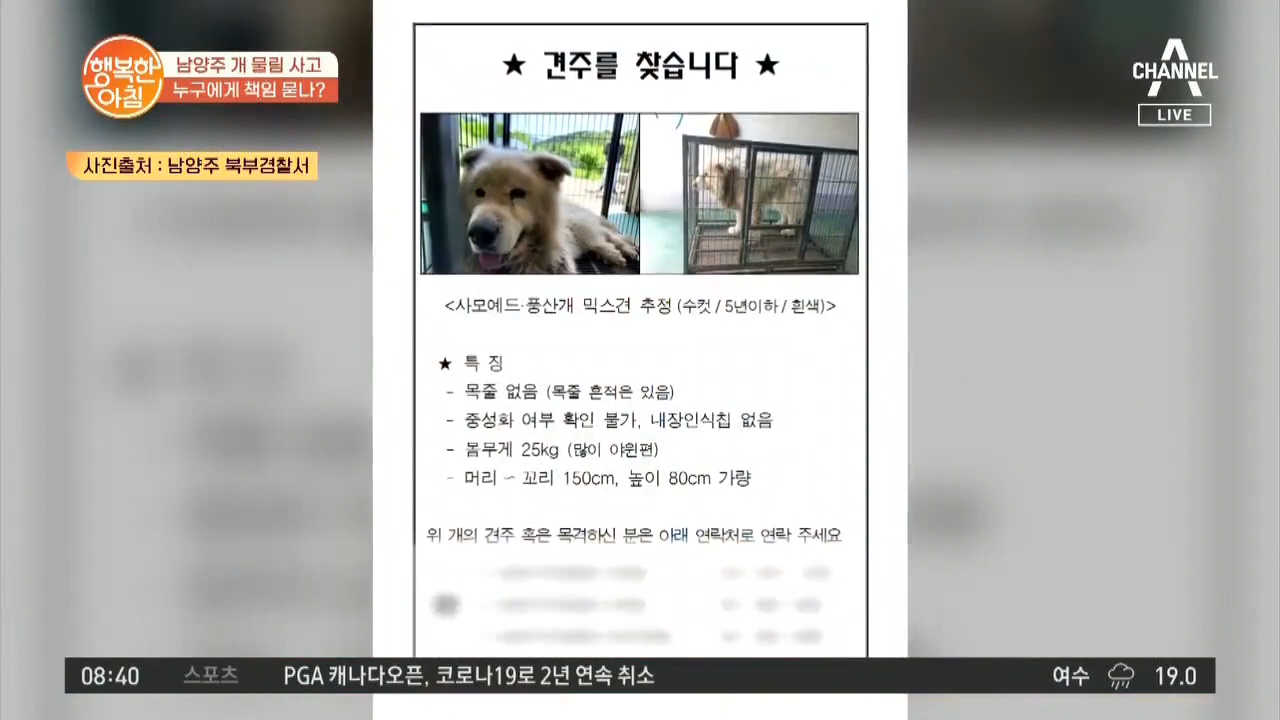 행복한
아침
남양주 개 물림 사고
누구에게 책임 묻나?
사진출처 : 남양주 북부경찰서
CHANNEL A
LIVE
★ 견주를 찾습니다 ★
<사모예드·풍산개 믹스견 추정 (수컷 / 5년이하 / 흰색)>
★ 특 징
- 목줄 없음 (목줄 흔적은 있음)
- 중성화 여부 확인 불가, 내장인식칩 없음
- 몸무게 25kg (많이 야윈편)
- 머리 ~ 꼬리 150cm, 높이 80cm 가량
위 개의 견주 혹은 목격하신 분은 아래 연락처로 연락 주세요
08:40 스포츠 PGA 캐나다오픈, 코로나19로 2년 연속 취소 여수 19.0